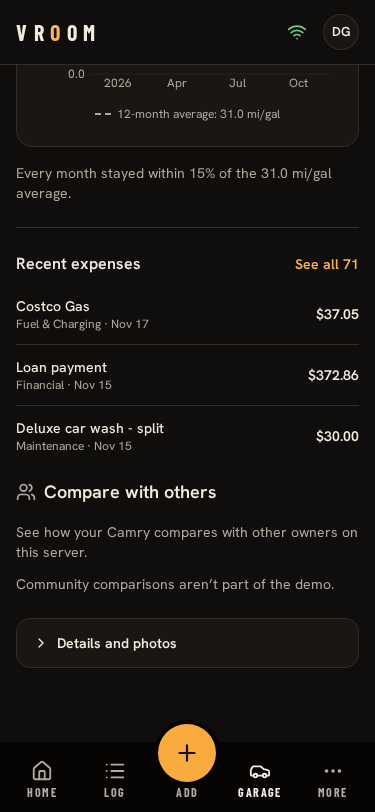 VROOM
DG
0.0
2026 Apr Jul Oct
12-month average: 31.0 mi/gal
Every month stayed within 15% of the 31.0 mi/gal
average.
Recent expenses
See all 71
Costco Gas
Fuel & Charging · Nov 17
$37.05
Loan payment
Financial · Nov 15
$372.86
Deluxe car wash - split
Maintenance · Nov 15
$30.00
Compare with others
See how your Camry compares with other owners on
this server.
Community comparisons aren’t part of the demo.
Details and photos
HOME LOG ADD GARAGE MORE